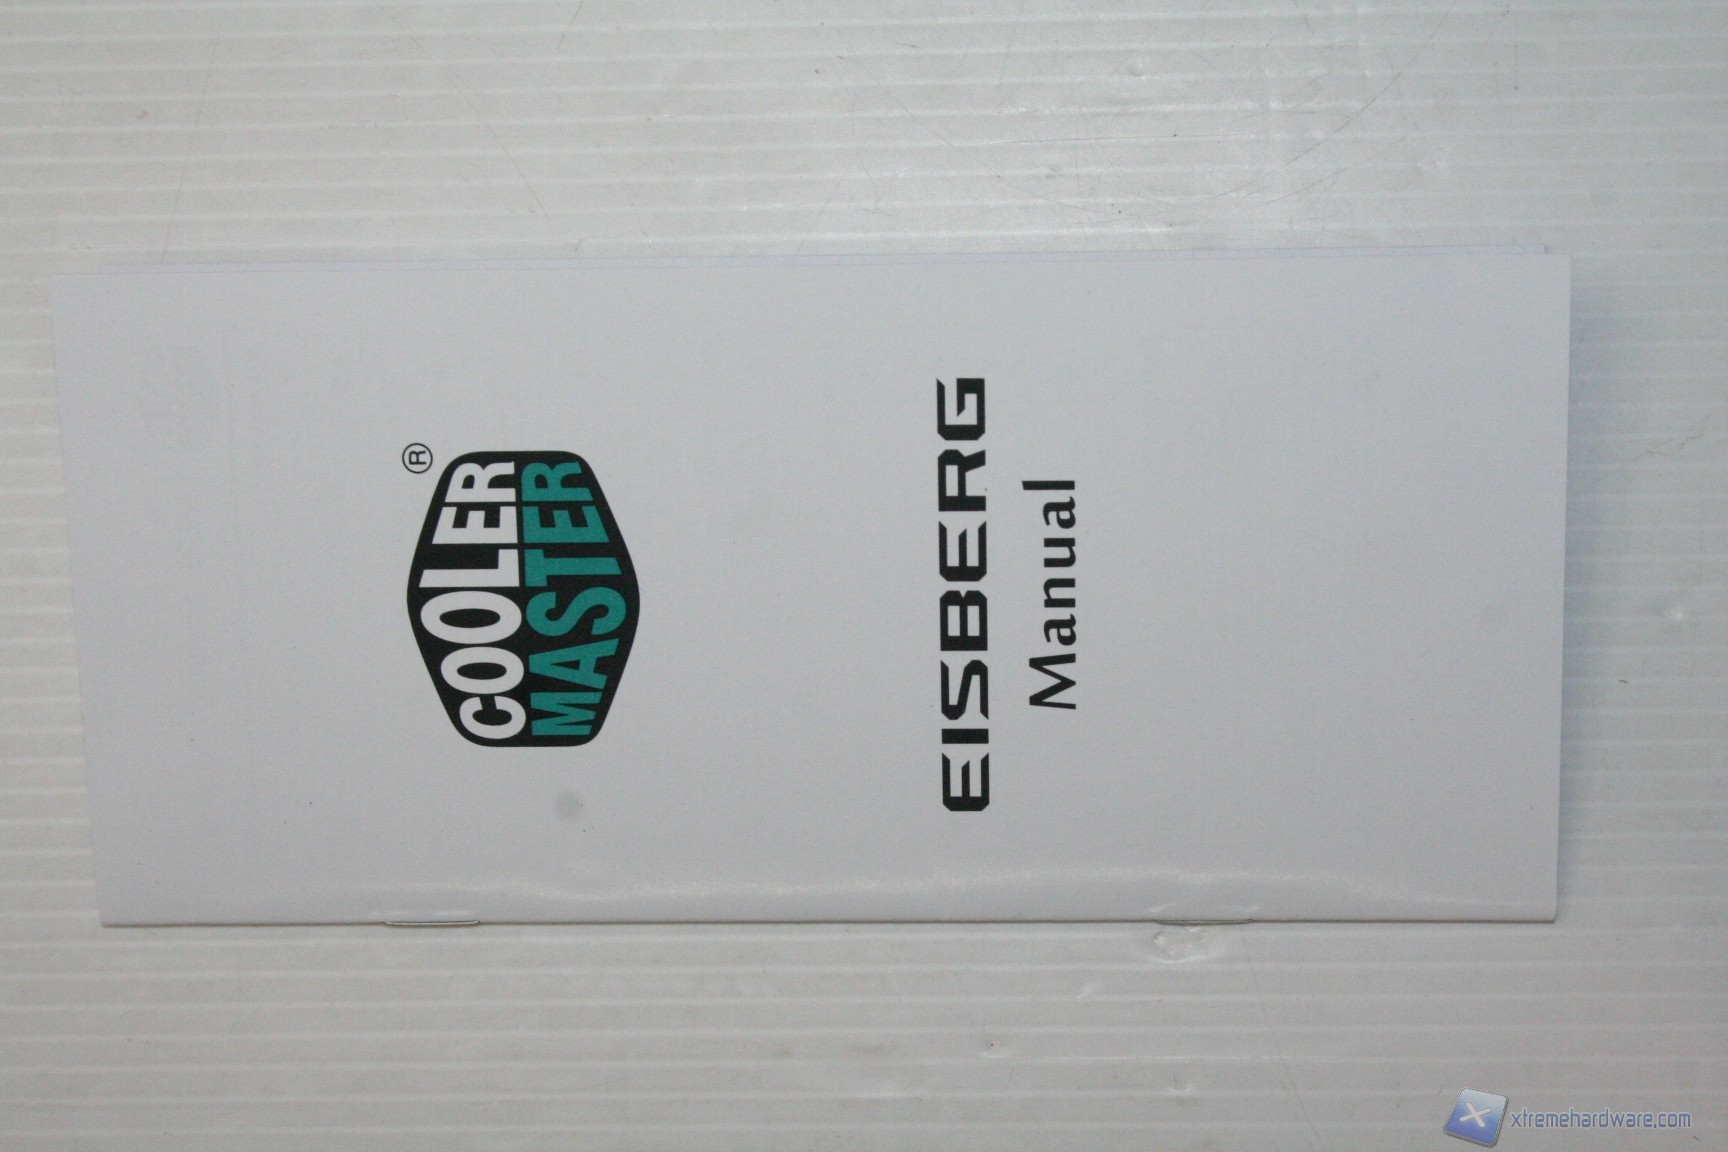 COOLER
MASTER
®
EISBERG
Manual
xtremehardware.com